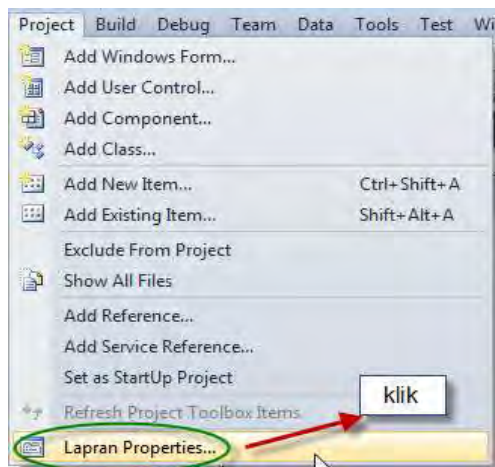 Project Build Debug Team Data Tools Test Wi
Add Windows Form...
Add User Control...
Add Component...
Add Class...
Add New Item... Ctrl+Shift+A
Add Existing Item... Shift+Alt+A
Exclude From Project
Show All Files
Add Reference...
Add Service Reference...
Set as StartUp Project
klik
Refresh Project Toolbox Items
Lapran Properties...